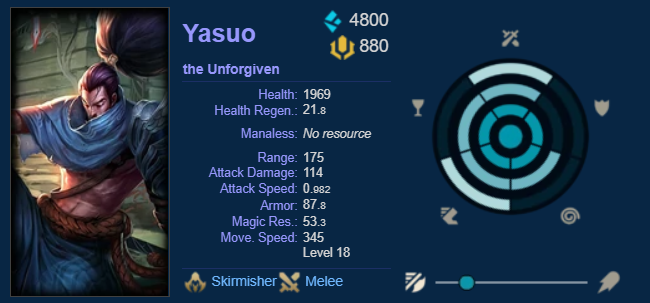 Yasuo
4800
880
the Unforgiven
Health: 1969
Health Regen.: 21.8
Manaless: No resource
Range: 175
Attack Damage: 114
Attack Speed: 0.982
Armor: 87.8
Magic Res.: 53.3
Move. Speed: 345
Level 18
Skirmisher Melee